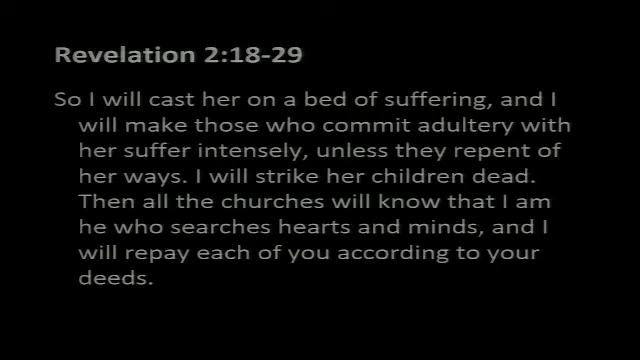 Revelation 2:18-29
So I will cast her on a bed of suffering, and I
will make those who commit adultery with
her suffer intensely, unless they repent of
her ways. I will strike her children dead.
Then all the churches will know that I am
he who searches hearts and minds, and I
will repay each of you according to your
deeds.